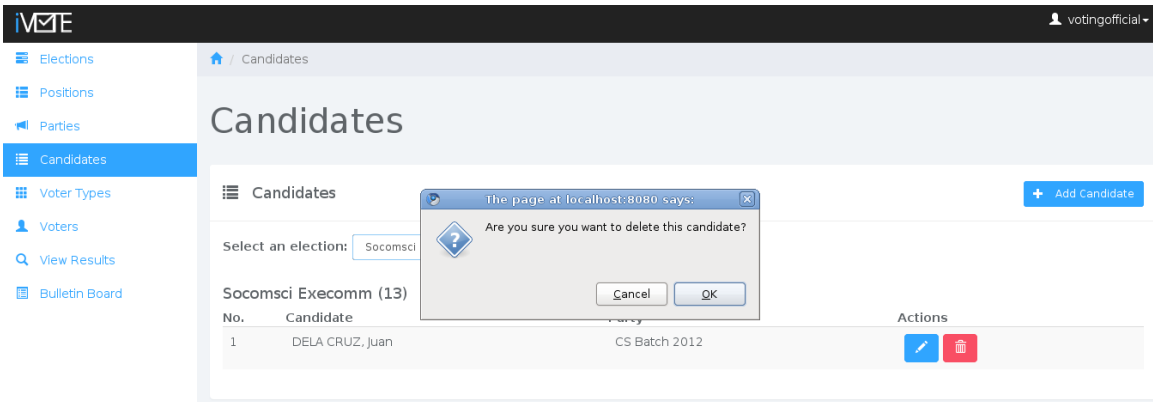 iVOTE
votingofficial
Elections
Positions
Parties
Candidates
Voter Types
Voters
View Results
Bulletin Board
/ Candidates
Candidates
Candidates
+ Add Candidate
Select an election: Socomsci
The page at localhost:8080 says:
Are you sure you want to delete this candidate?
Cancel OK
Socomsci Execomm (13)
No. Candidate Party Actions
1 DELA CRUZ, Juan CS Batch 2012